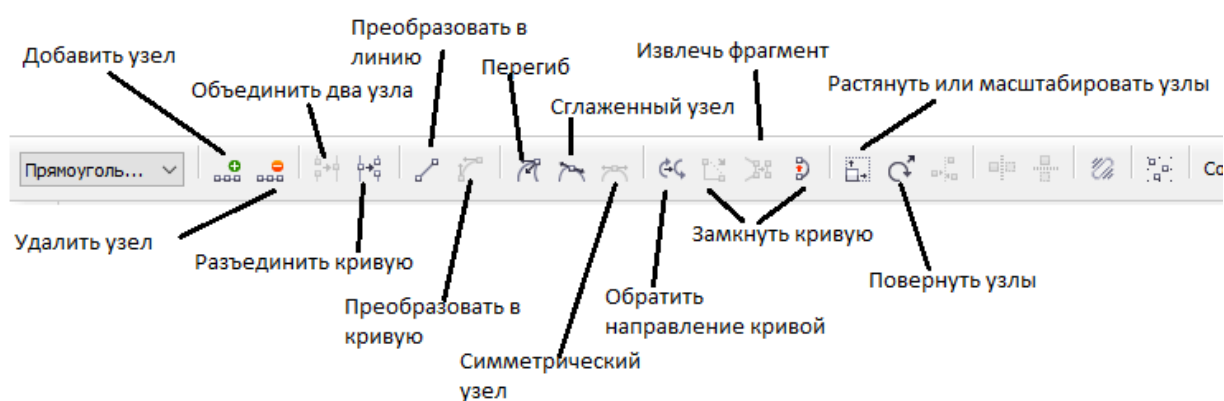 Преобразовать в
линию
Извлечь фрагмент
Добавить узел
Перегиб
Объединить два узла
Растянуть или масштабировать узлы
Сглаженный узел
Прямоуголь...
Со
Удалить узел
Разъединить кривую
Замкнуть кривую
Повернуть узлы
Преобразовать в
кривую
Обратить
направление кривой
Симметрический
узел